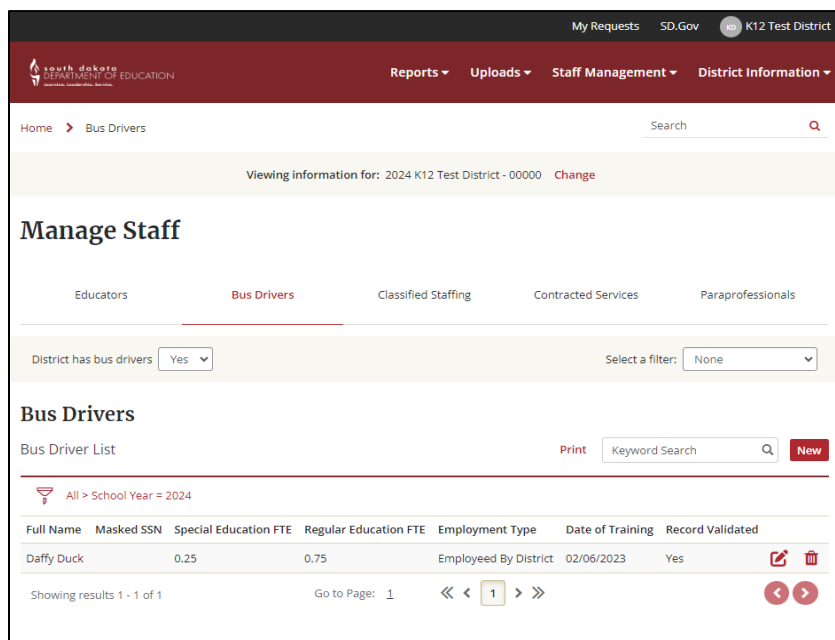 My Requests SD.Gov KD K12 Test District
south dakota
DEPARTMENT OF EDUCATION
Learning. Leadership. Service.
Reports Uploads Staff Management District Information
Home Bus Drivers Search
Viewing information for: 2024 K12 Test District - 00000 Change
Manage Staff
Educators Bus Drivers Classified Staffing Contracted Services Paraprofessionals
District has bus drivers Yes Select a filter: None
Bus Drivers
Bus Driver List Print Keyword Search New
All > School Year = 2024
Full Name Masked SSN Special Education FTE Regular Education FTE Employment Type Date of Training Record Validated
Daffy Duck 0.25 0.75 Employeed By District 02/06/2023 Yes
Showing results 1 - 1 of 1 Go to Page: 1 1